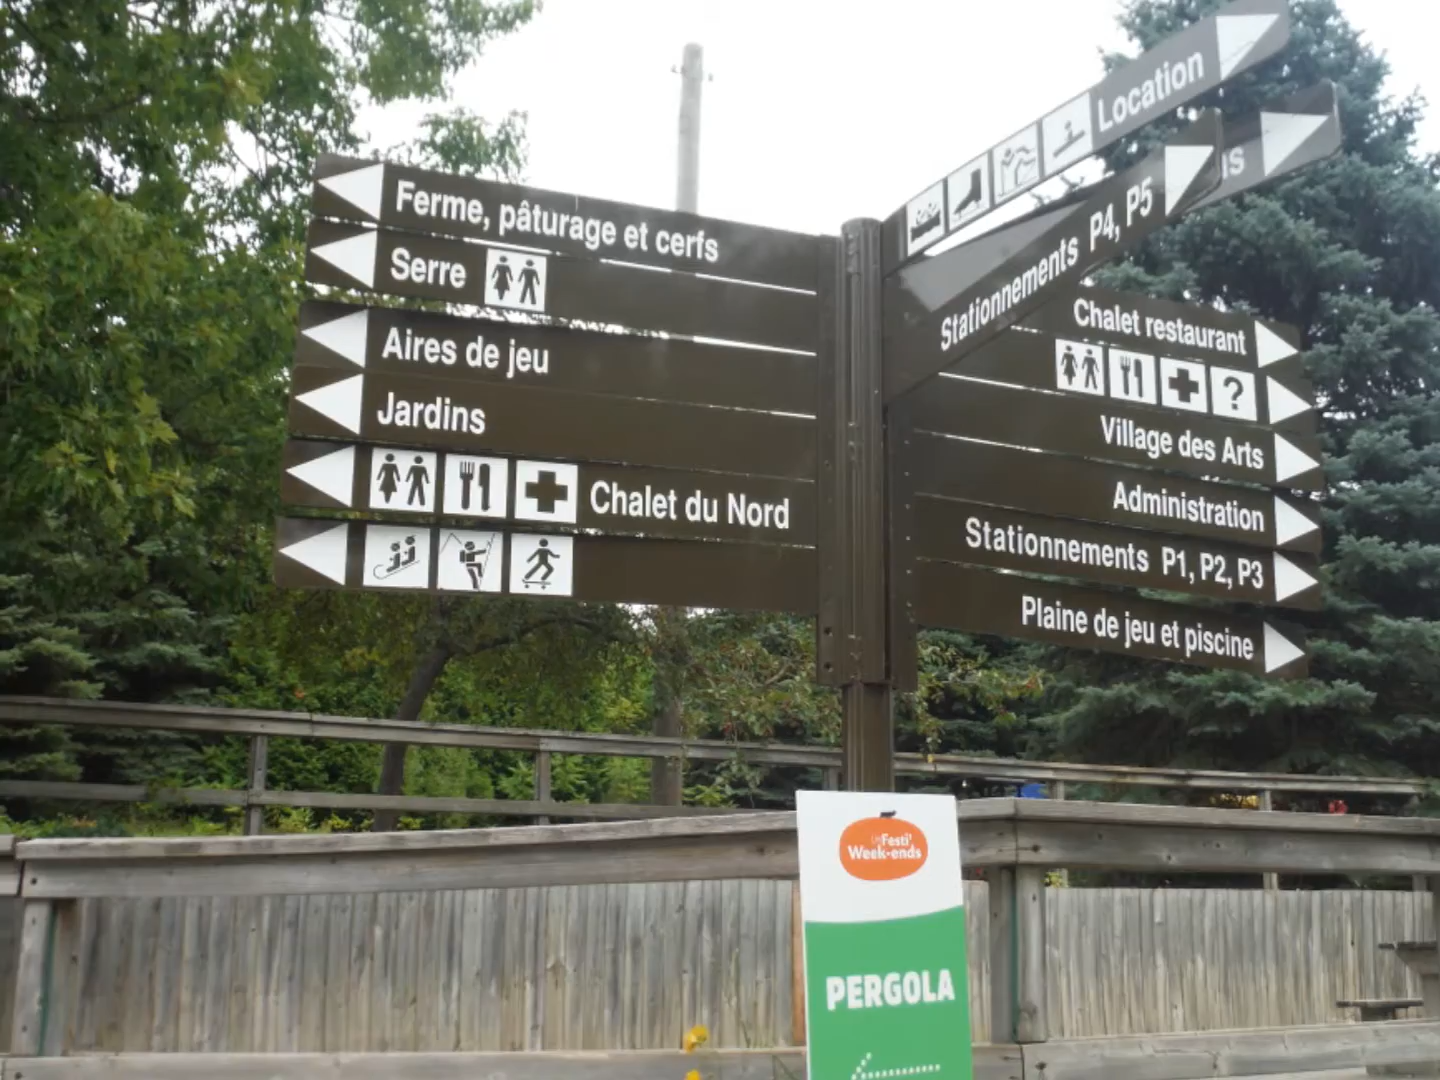 Ferme, pâturage et cerfs
Serre
Aires de jeu
Jardins
Chalet du Nord
Location
Stationnements P4, P5
Chalet restaurant
?
Village des Arts
Administration
Stationnements P1, P2, P3
Plaine de jeu et piscine
Festi'
Week-ends
PERGOLA